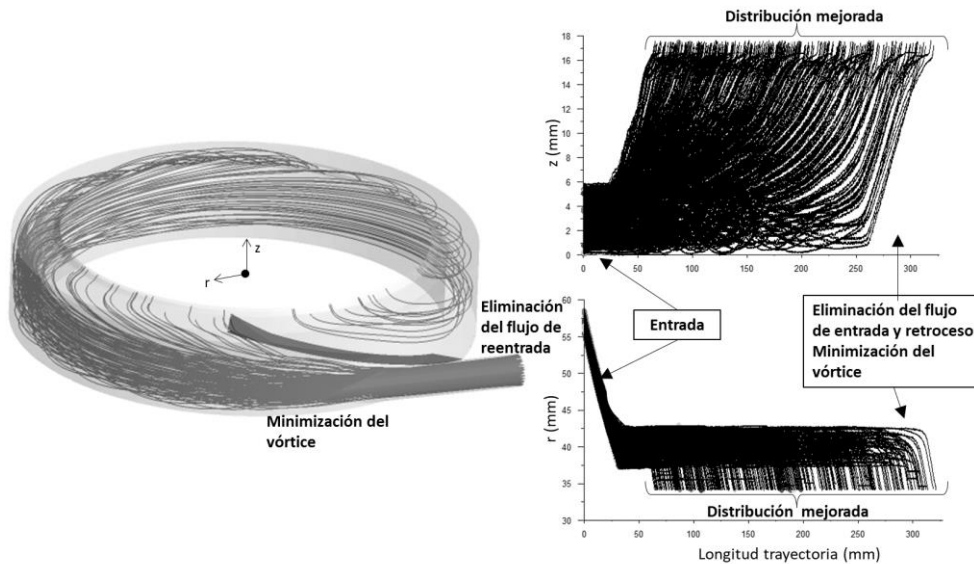 Distribución mejorada
18
16
14
12
10
8
6
4
2
0
z (mm)
0 50 100 150 200 250 300
z
r
Eliminación
del flujo de
reentrada
Minimización del
vórtice
Entrada
Eliminación del flujo
de entrada y retroceso
Minimización del
vórtice
60
55
50
45
40
35
30
r (mm)
Distribución mejorada
0 50 100 150 200 250 300
Longitud trayectoria (mm)